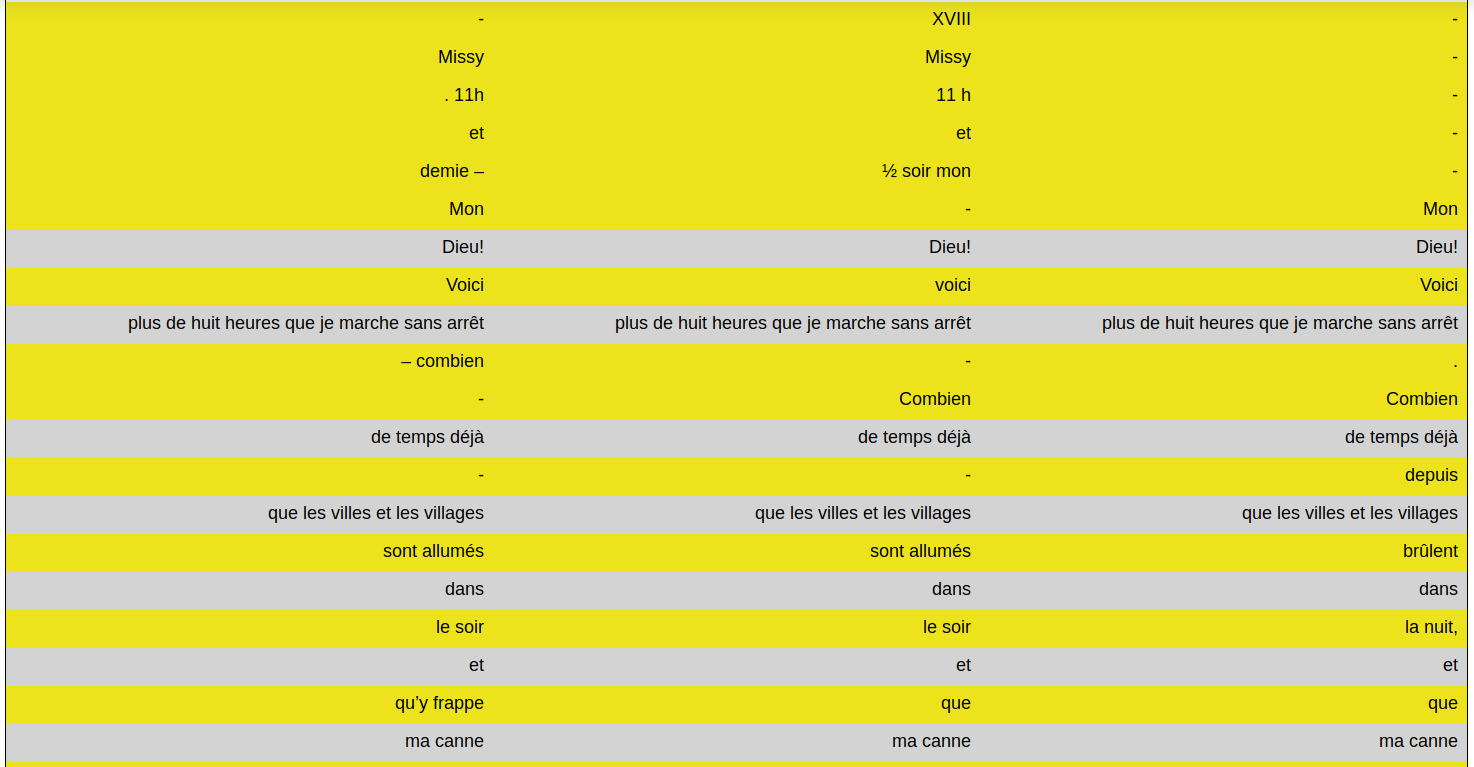 - XVIII -
Missy Missy -
. 11h 11 h -
et et -
demie – ½ soir mon -
Mon - Mon
Dieu! Dieu! Dieu!
Voici voici Voici
plus de huit heures que je marche sans arrêt plus de huit heures que je marche sans arrêt plus de huit heures que je marche sans arrêt
– combien - .
- Combien Combien
de temps déjà de temps déjà de temps déjà
- - depuis
que les villes et les villages que les villes et les villages que les villes et les villages
sont allumés sont allumés brûlent
dans dans dans
le soir le soir la nuit,
et et et
qu’y frappe que que
ma canne ma canne ma canne